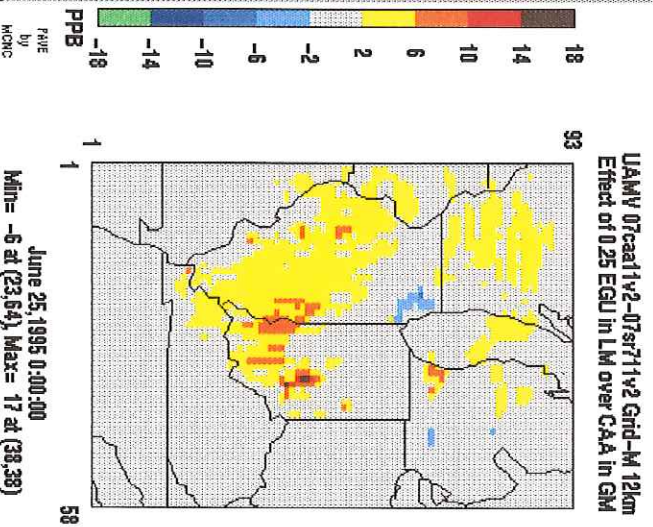 UAMV 07caa11v2-07sr711v2 Grid-M 12km
Effect of 0.25 EGU in LM over CAA in GM
18
14
10
6
2
-2
-6
-10
-14
-18
PPB
PAVE
by
MCNC
93
1
1
58
June 25,1995 0:00:00
Min= -6 at (23,64), Max= 17 at (38,38)